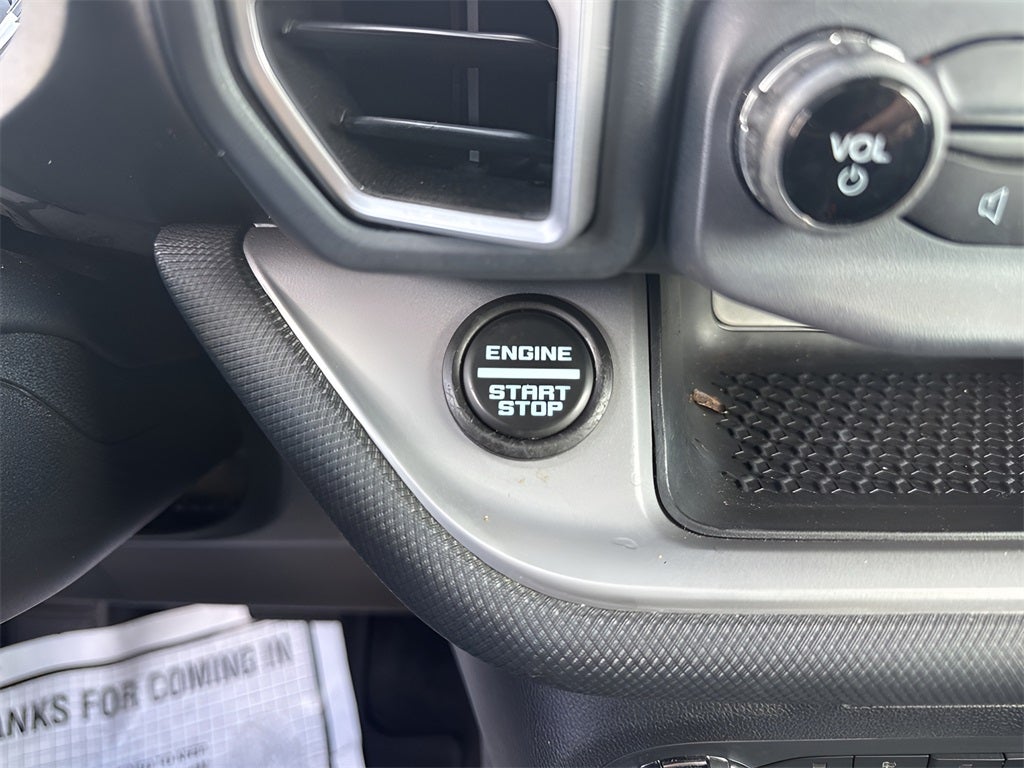 VOL
ENGINE
START
STOP
ANKS FOR COMING IN